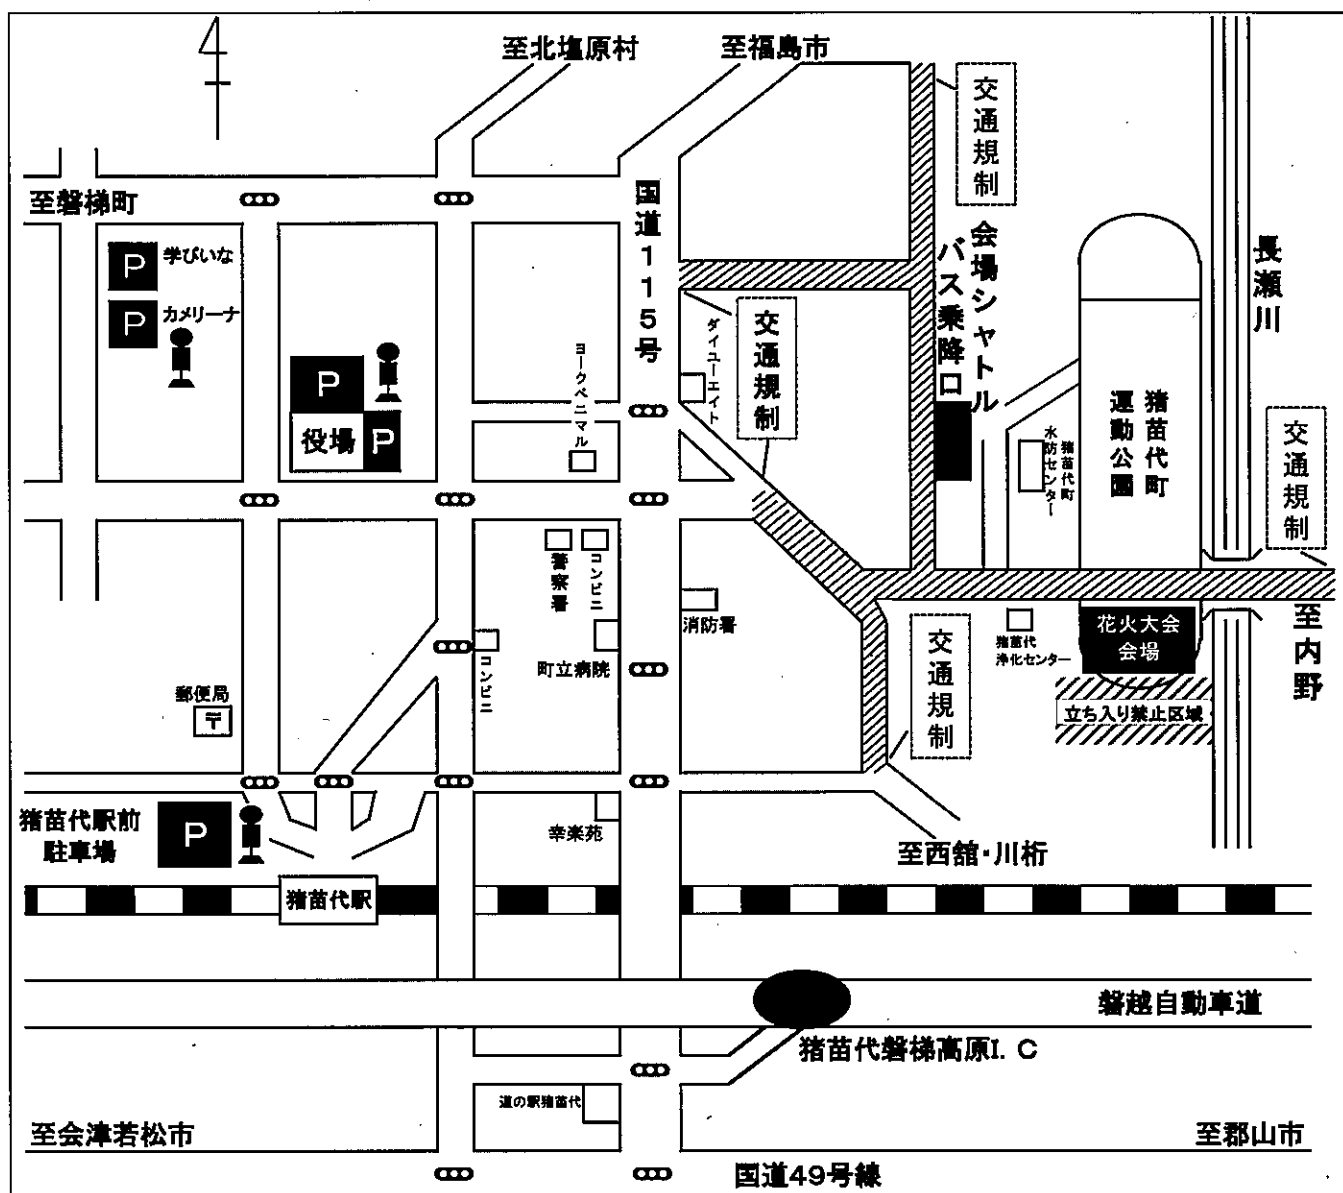 至北塩原村
至福島市
交通規制
至磐梯町
国道115号
P
学びいな
P
カメリーナ
会場シャトル
バス乗降口
長瀬川
交通規制
ダイユーエイト
ヨークベニマル
P
役場
P
猪苗代町
運動公園
猪苗代町
水防センター
交通規制
警察署
コンビニ
消防署
町立病院
コンビニ
郵便局
〒
交通規制
猪苗代
浄化センター
花火大会
会場
至内野
立ち入り禁止区域
猪苗代駅前
駐車場
P
幸楽苑
至西舘・川桁
猪苗代駅
磐越自動車道
猪苗代磐梯高原I.C
道の駅猪苗代
至会津若松市
至郡山市
国道49号線